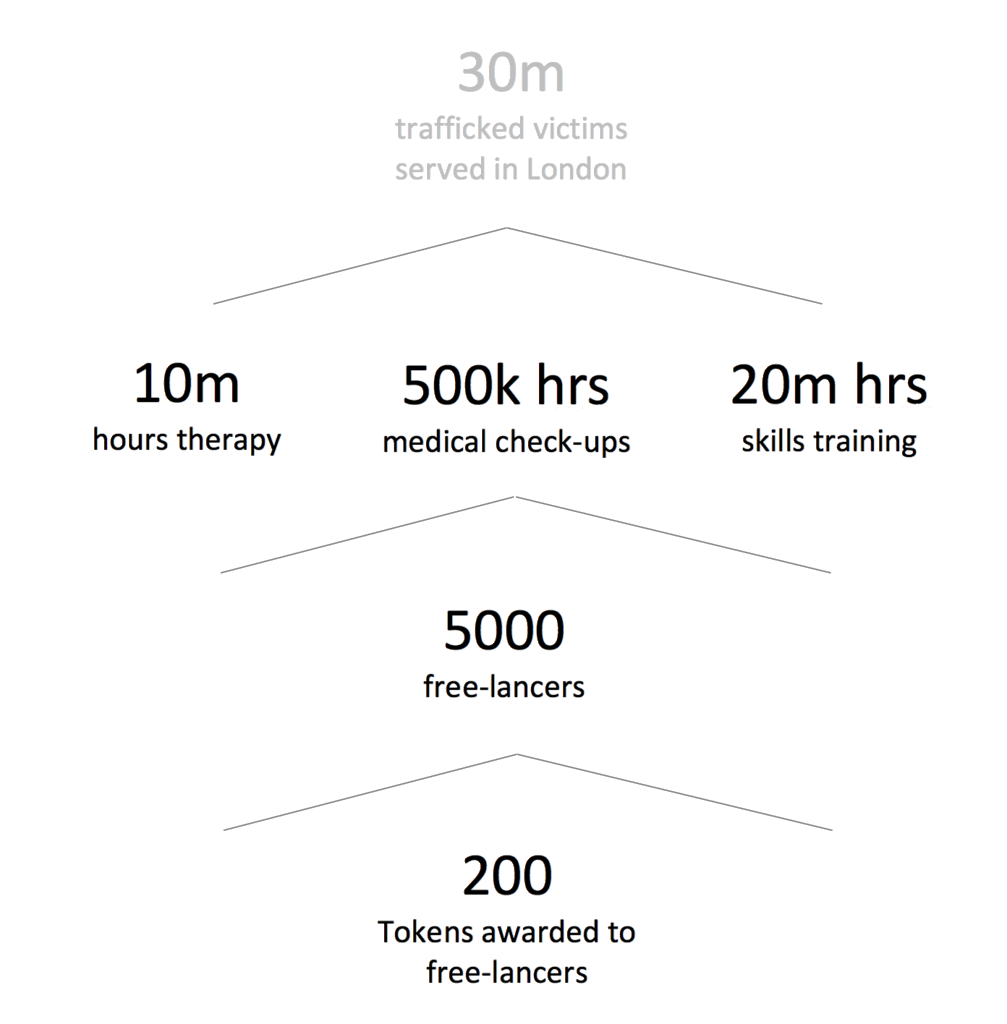 30m
trafficked victims
served in London
10m
hours therapy
500k hrs
medical check-ups
20m hrs
skills training
5000
free-lancers
200
Tokens awarded to
free-lancers